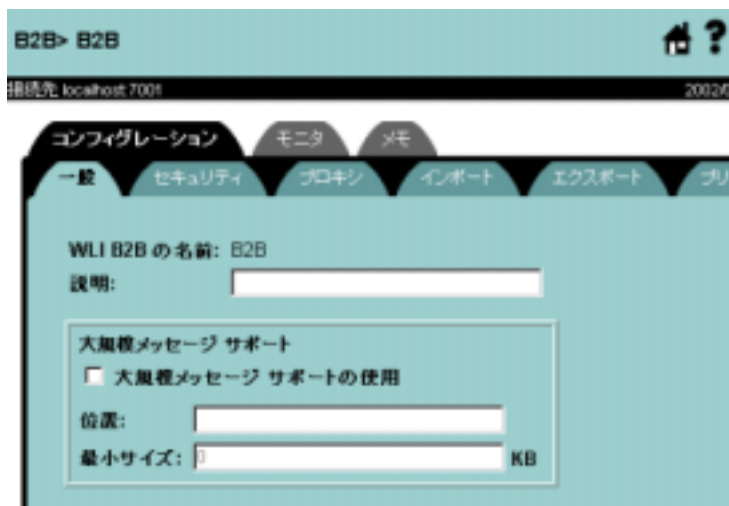 B2B> B2B
?
接続先 localhost:7001
2002/
コンフィグレーション モニタ メモ
一般 セキュリティ プロキシ インポート エクスポート プリ
WLI B2B の名前: B2B
説明:
大規模メッセージ サポート
大規模メッセージ サポートの使用
位置:
最小サイズ: 0 KB